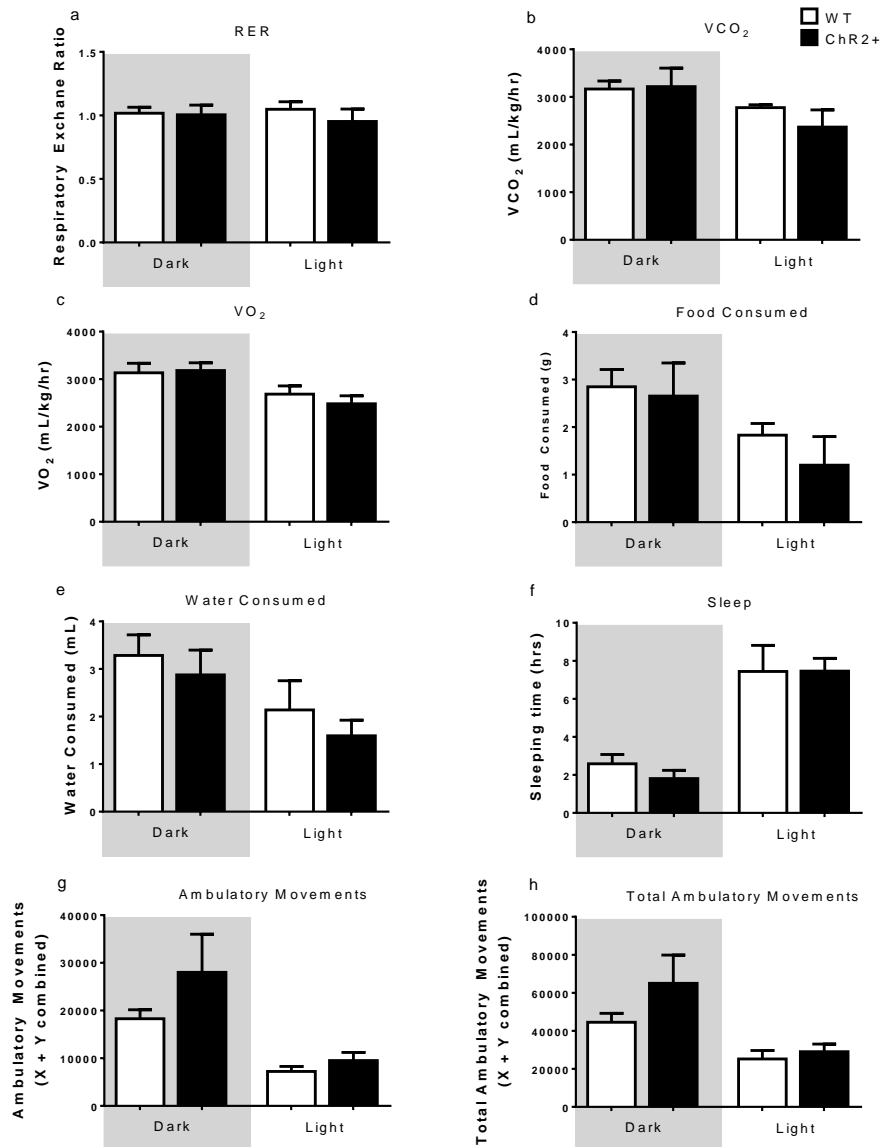 a
RER
Respiratory Exchane Ratio
1.5
1.0
0.5
0.0
Dark
Light
b
VCO2
WT
ChR2+
VCO2 (mL/kg/hr)
4000
3000
2000
1000
0
Dark
Light
c
VO2
VO2 (mL/kg/hr)
4000
3000
2000
1000
0
Dark
Light
d
Food Consumed
Food Consumed (g)
4
3
2
1
0
Dark
Light
e
Water Consumed
Water Consumed (mL)
4
3
2
1
0
Dark
Light
f
Sleep
Sleeping time (hrs)
10
8
6
4
2
0
Dark
Light
g
Ambulatory Movements
Ambulatory Movements
(X + Y combined)
40000
30000
20000
10000
0
Dark
Light
h
Total Ambulatory Movements
Total Ambulatory Movements
(X + Y combined)
100000
80000
60000
40000
20000
0
Dark
Light